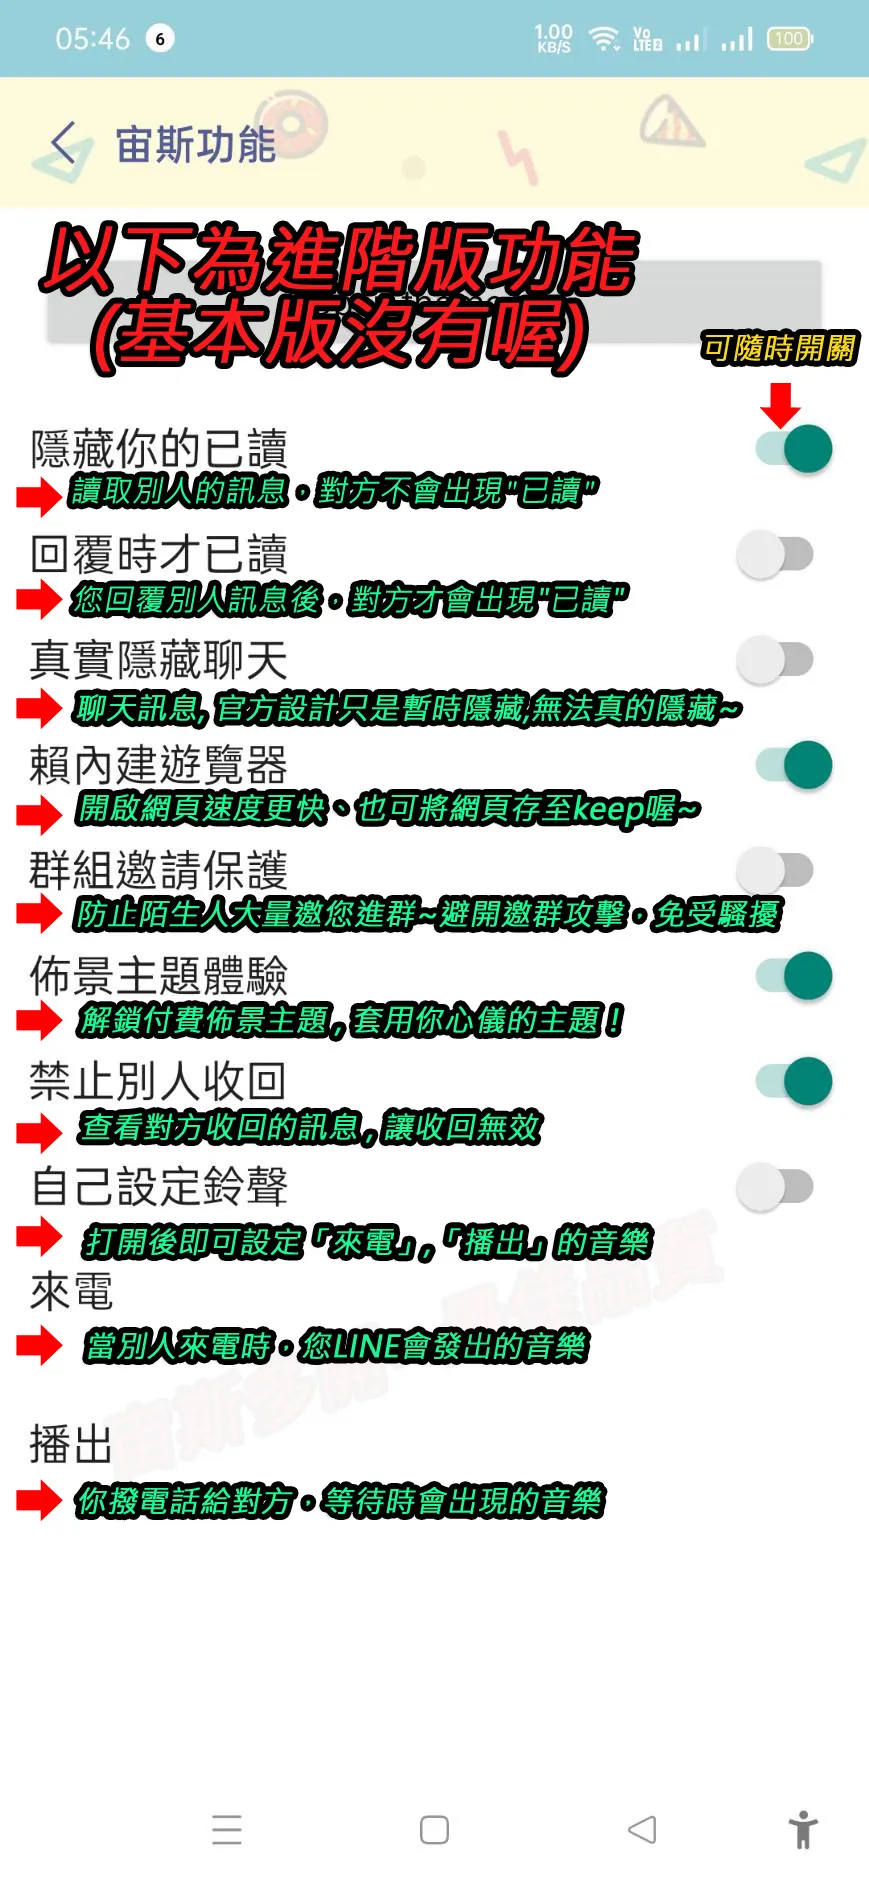 05:46 6 1.00 KB/S Vo LTE2 100
宙斯功能
以下為進階版功能
(基本版沒有喔)
可隨時開關
隱藏你的已讀
讀取別人的訊息，對方不會出現"已讀"
回覆時才已讀
您回覆別人訊息後，對方才會出現"已讀"
真實隱藏聊天
聊天訊息,官方設計只是暫時隱藏,無法真的隱藏~
賴內建遊覽器
開啟網頁速度更快、也可將網頁存至keep喔~
群組邀請保護
防止陌生人大量邀您進群~避開邀群攻擊，免受騷擾
佈景主題體驗
解鎖付費佈景主題,套用你心儀的主題！
禁止別人收回
查看對方收回的訊息,讓收回無效
自己設定鈴聲
打開後即可設定「來電」,「播出」的音樂
來電
當別人來電時，您LINE會發出的音樂
播出
你撥電話給對方，等待時會出現的音樂